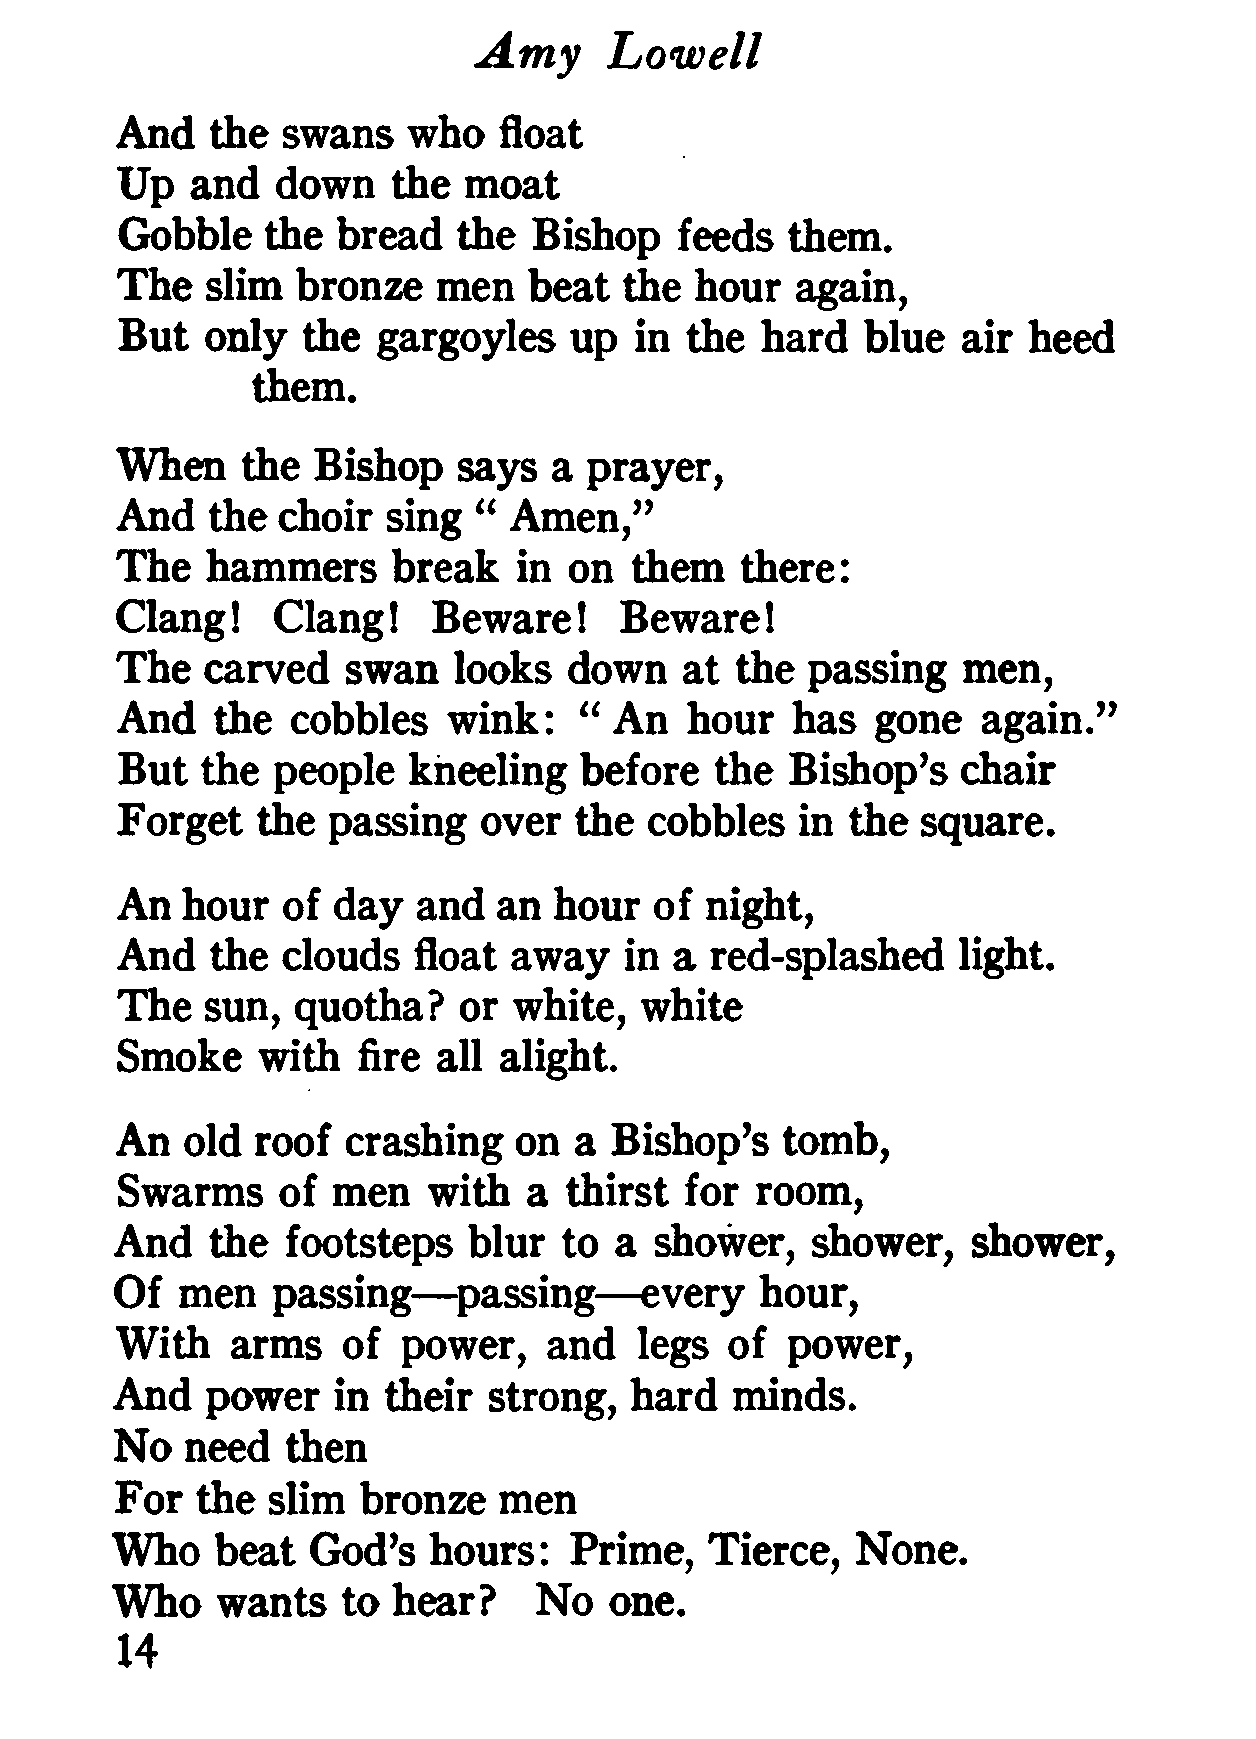 Amy Lowell
And the swans who float
Up and down the moat
Gobble the bread the Bishop feeds them.
The slim bronze men beat the hour again,
But only the gargoyles up in the hard blue air heed
them.
When the Bishop says a prayer,
And the choir sing “ Amen,”
The hammers break in on them there:
Clang! Clang! Beware! Beware!
The carved swan looks down at the passing men,
And the cobbles wink: “ An hour has gone again.”
But the people kneeling before the Bishop’s chair
Forget the passing over the cobbles in the square.
An hour of day and an hour of night,
And the clouds float away in a red-splashed light.
The sun, quotha? or white, white
Smoke with fire all alight.
An old roof crashing on a Bishop’s tomb,
Swarms of men with a thirst for room,
And the footsteps blur to a shower, shower, shower,
Of men passing—passing—every hour,
With arms of power, and legs of power,
And power in their strong, hard minds.
No need then
For the slim bronze men
Who beat God’s hours: Prime, Tierce, None.
Who wants to hear? No one.
14